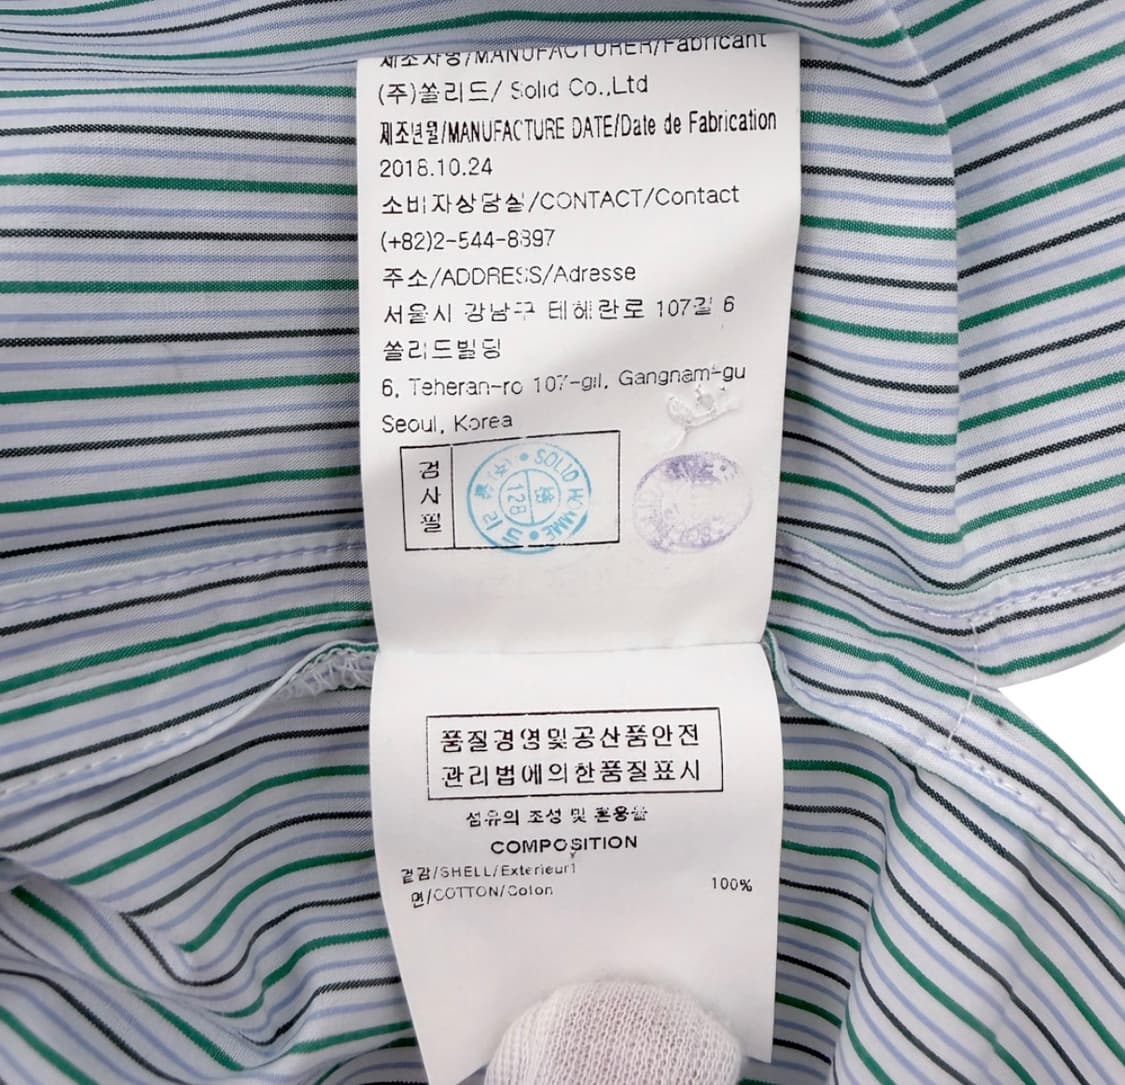 제조자명/MANUFACTURER/Fabricant
(주)쏠리드/ Solid Co.,Ltd
제조년월/MANUFACTURE DATE/Date de Fabrication
2018.10.24
소비자상담실/CONTACT/Contact
(+82)2-544-8397
주소/ADDRESS/Adresse
서울시 강남구 테헤란로 107길 6
쏠리드빌딩
6, Teheran-ro 107-gil, Gangnam-gu
Seoul, Korea
검사필
SOLID HOMME
128
품질경영및공산품안전
관리법에의한품질표시
섬유의 조성 및 혼용율
COMPOSITION
겉감/SHELL/Exterieur1
면/COTTON/Coton 100%